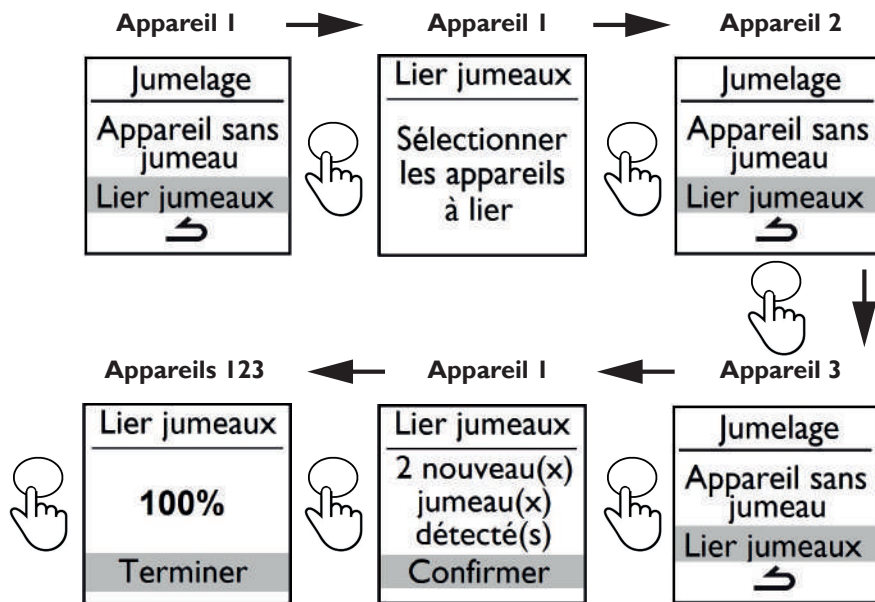 Appareil 1
Jumelage
Appareil sans
jumeau
Lier jumeaux
Appareil 1
Lier jumeaux
Sélectionner
les appareils
à lier
Appareil 2
Jumelage
Appareil sans
jumeau
Lier jumeaux
Appareil 3
Jumelage
Appareil sans
jumeau
Lier jumeaux
Appareil 1
Lier jumeaux
2 nouveau(x)
jumeau(x)
détecté(s)
Confirmer
Appareils 123
Lier jumeaux
100%
Terminer